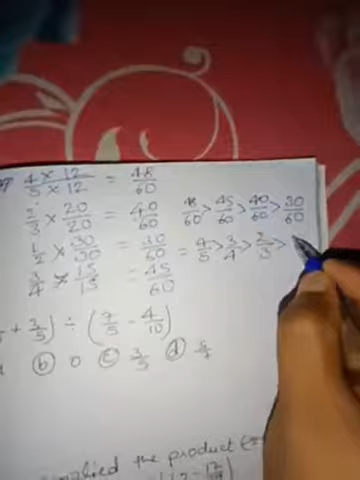 4 × 12 / 5 × 12 = 48/60
2/3 × 20/20 = 40/60 48/60 > 45/60 > 40/60 > 30/60
1/2 × 30/30 = 30/60 = 4/5 > 3/4 > 2/3 >
3/4 × 15/15 = 45/60
+ 3/5) ÷ (7/5 - 4/10)
(b) 0 (c) 3/5 (d)
the product